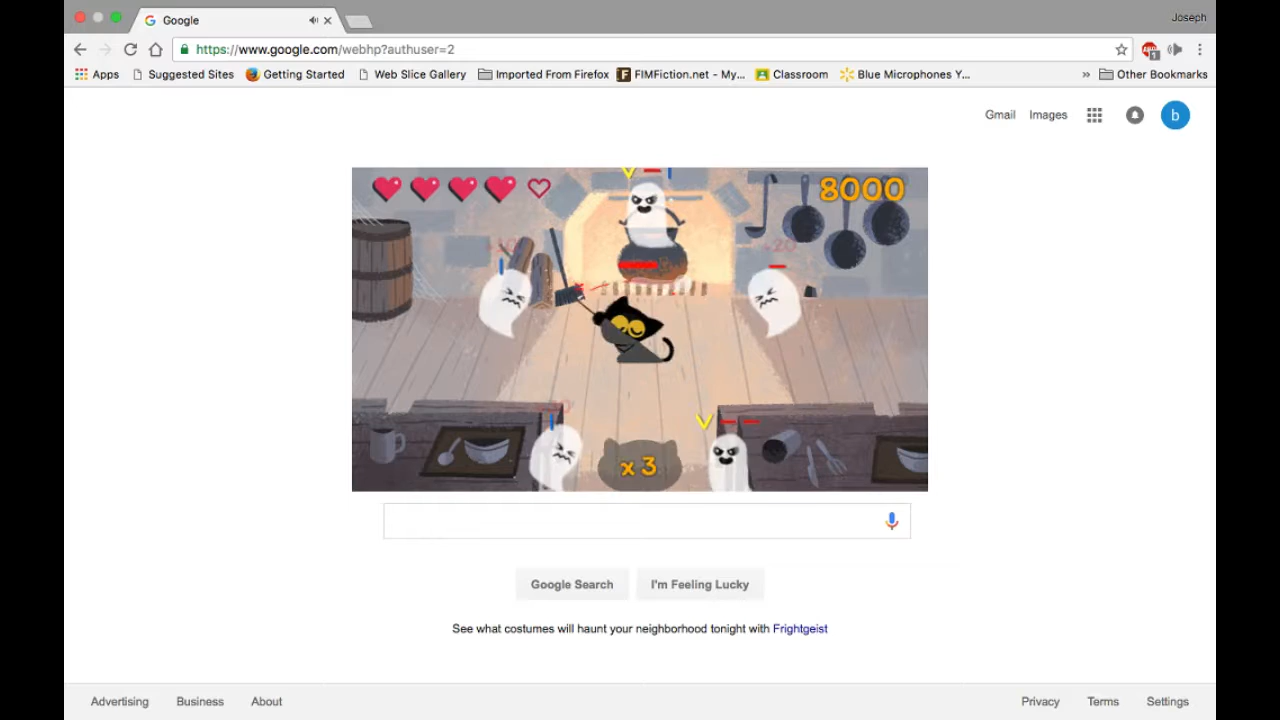 Google
Joseph
https://www.google.com/webhp?authuser=2
Apps Suggested Sites Getting Started Web Slice Gallery Imported From Firefox FIMFiction.net - My... Classroom Blue Microphones Y... » Other Bookmarks
Gmail Images b
8000
x 3
Google Search I'm Feeling Lucky
See what costumes will haunt your neighborhood tonight with Frightgeist
Advertising Business About Privacy Terms Settings